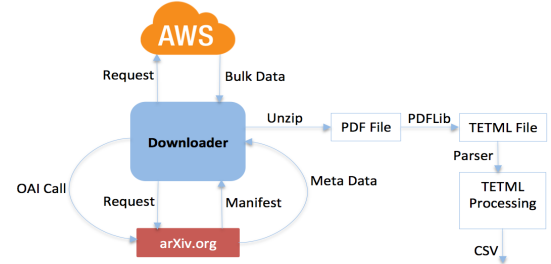 AWS
Request
Bulk Data
Downloader
Unzip
PDF File
PDFLib
TETML File
Parser
OAI Call
Request
Manifest
Meta Data
TETML
Processing
arXiv.org
CSV